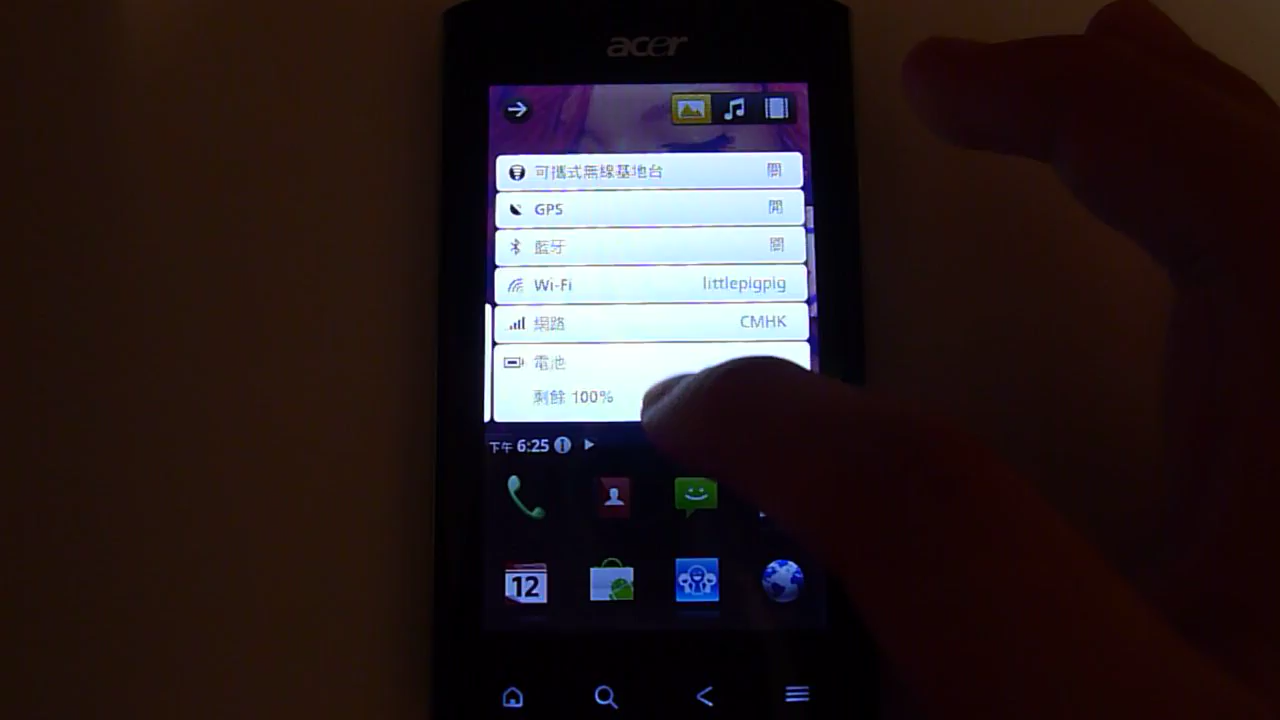 acer
可攜式無線基地台 關
GPS 開
藍牙 關
Wi-Fi littlepigpig
網路 CMHK
電池
剩餘 100%
下午 6:25
12